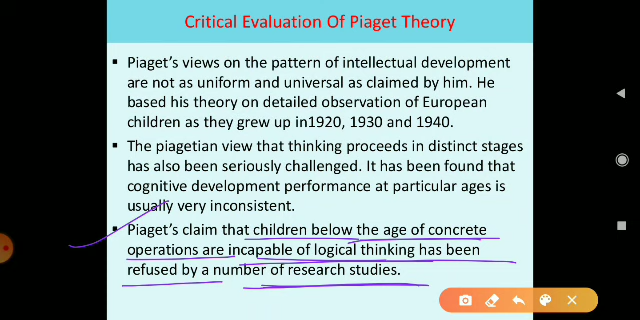 Critical Evaluation Of Piaget Theory
▪ Piaget's views on the pattern of intellectual development
are not as uniform and universal as claimed by him. He
based his theory on detailed observation of European
children as they grew up in1920, 1930 and 1940.
▪ The piagetian view that thinking proceeds in distinct stages
has also been seriously challenged. It has been found that
cognitive development performance at particular ages is
usually very inconsistent.
▪ Piaget's claim that children below the age of concrete
operations are incapable of logical thinking has been
refused by a number of research studies.